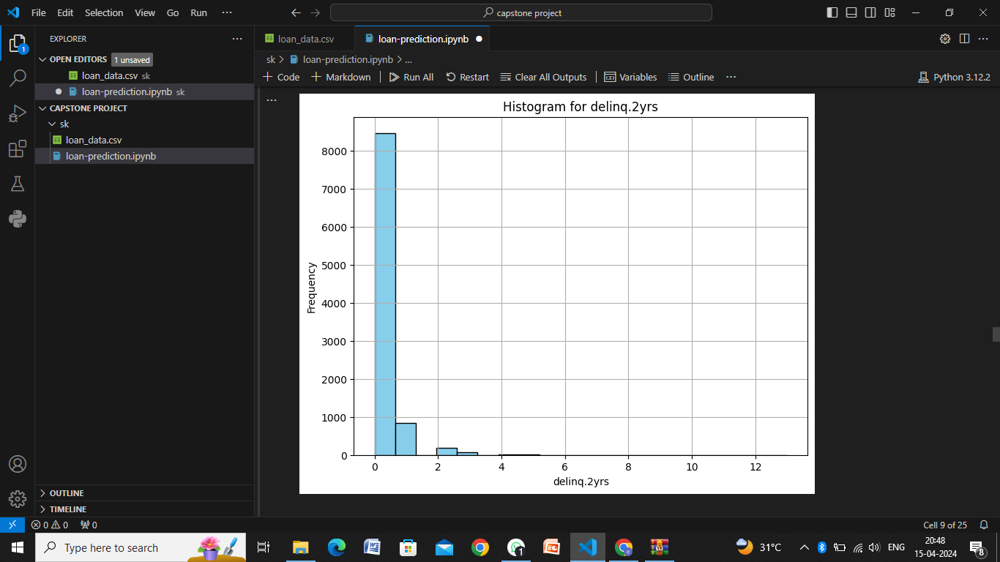 File Edit Selection View Go Run ...
capstone project
EXPLORER
OPEN EDITORS 1 unsaved
loan_data.csv sk
loan-prediction.ipynb sk
CAPSTONE PROJECT
sk
loan_data.csv
loan-prediction.ipynb
OUTLINE
TIMELINE
1
loan_data.csv loan-prediction.ipynb
sk > loan-prediction.ipynb > ...
+ Code + Markdown Run All Restart Clear All Outputs Variables Outline ... Python 3.12.2
Histogram for delinq.2yrs
8000
7000
6000
5000
4000
3000
2000
1000
0
Frequency
0 2 4 6 8 10 12
delinq.2yrs
0 0 0 Cell 9 of 25
Type here to search
1
31°C ENG
20:48
15-04-2024
8